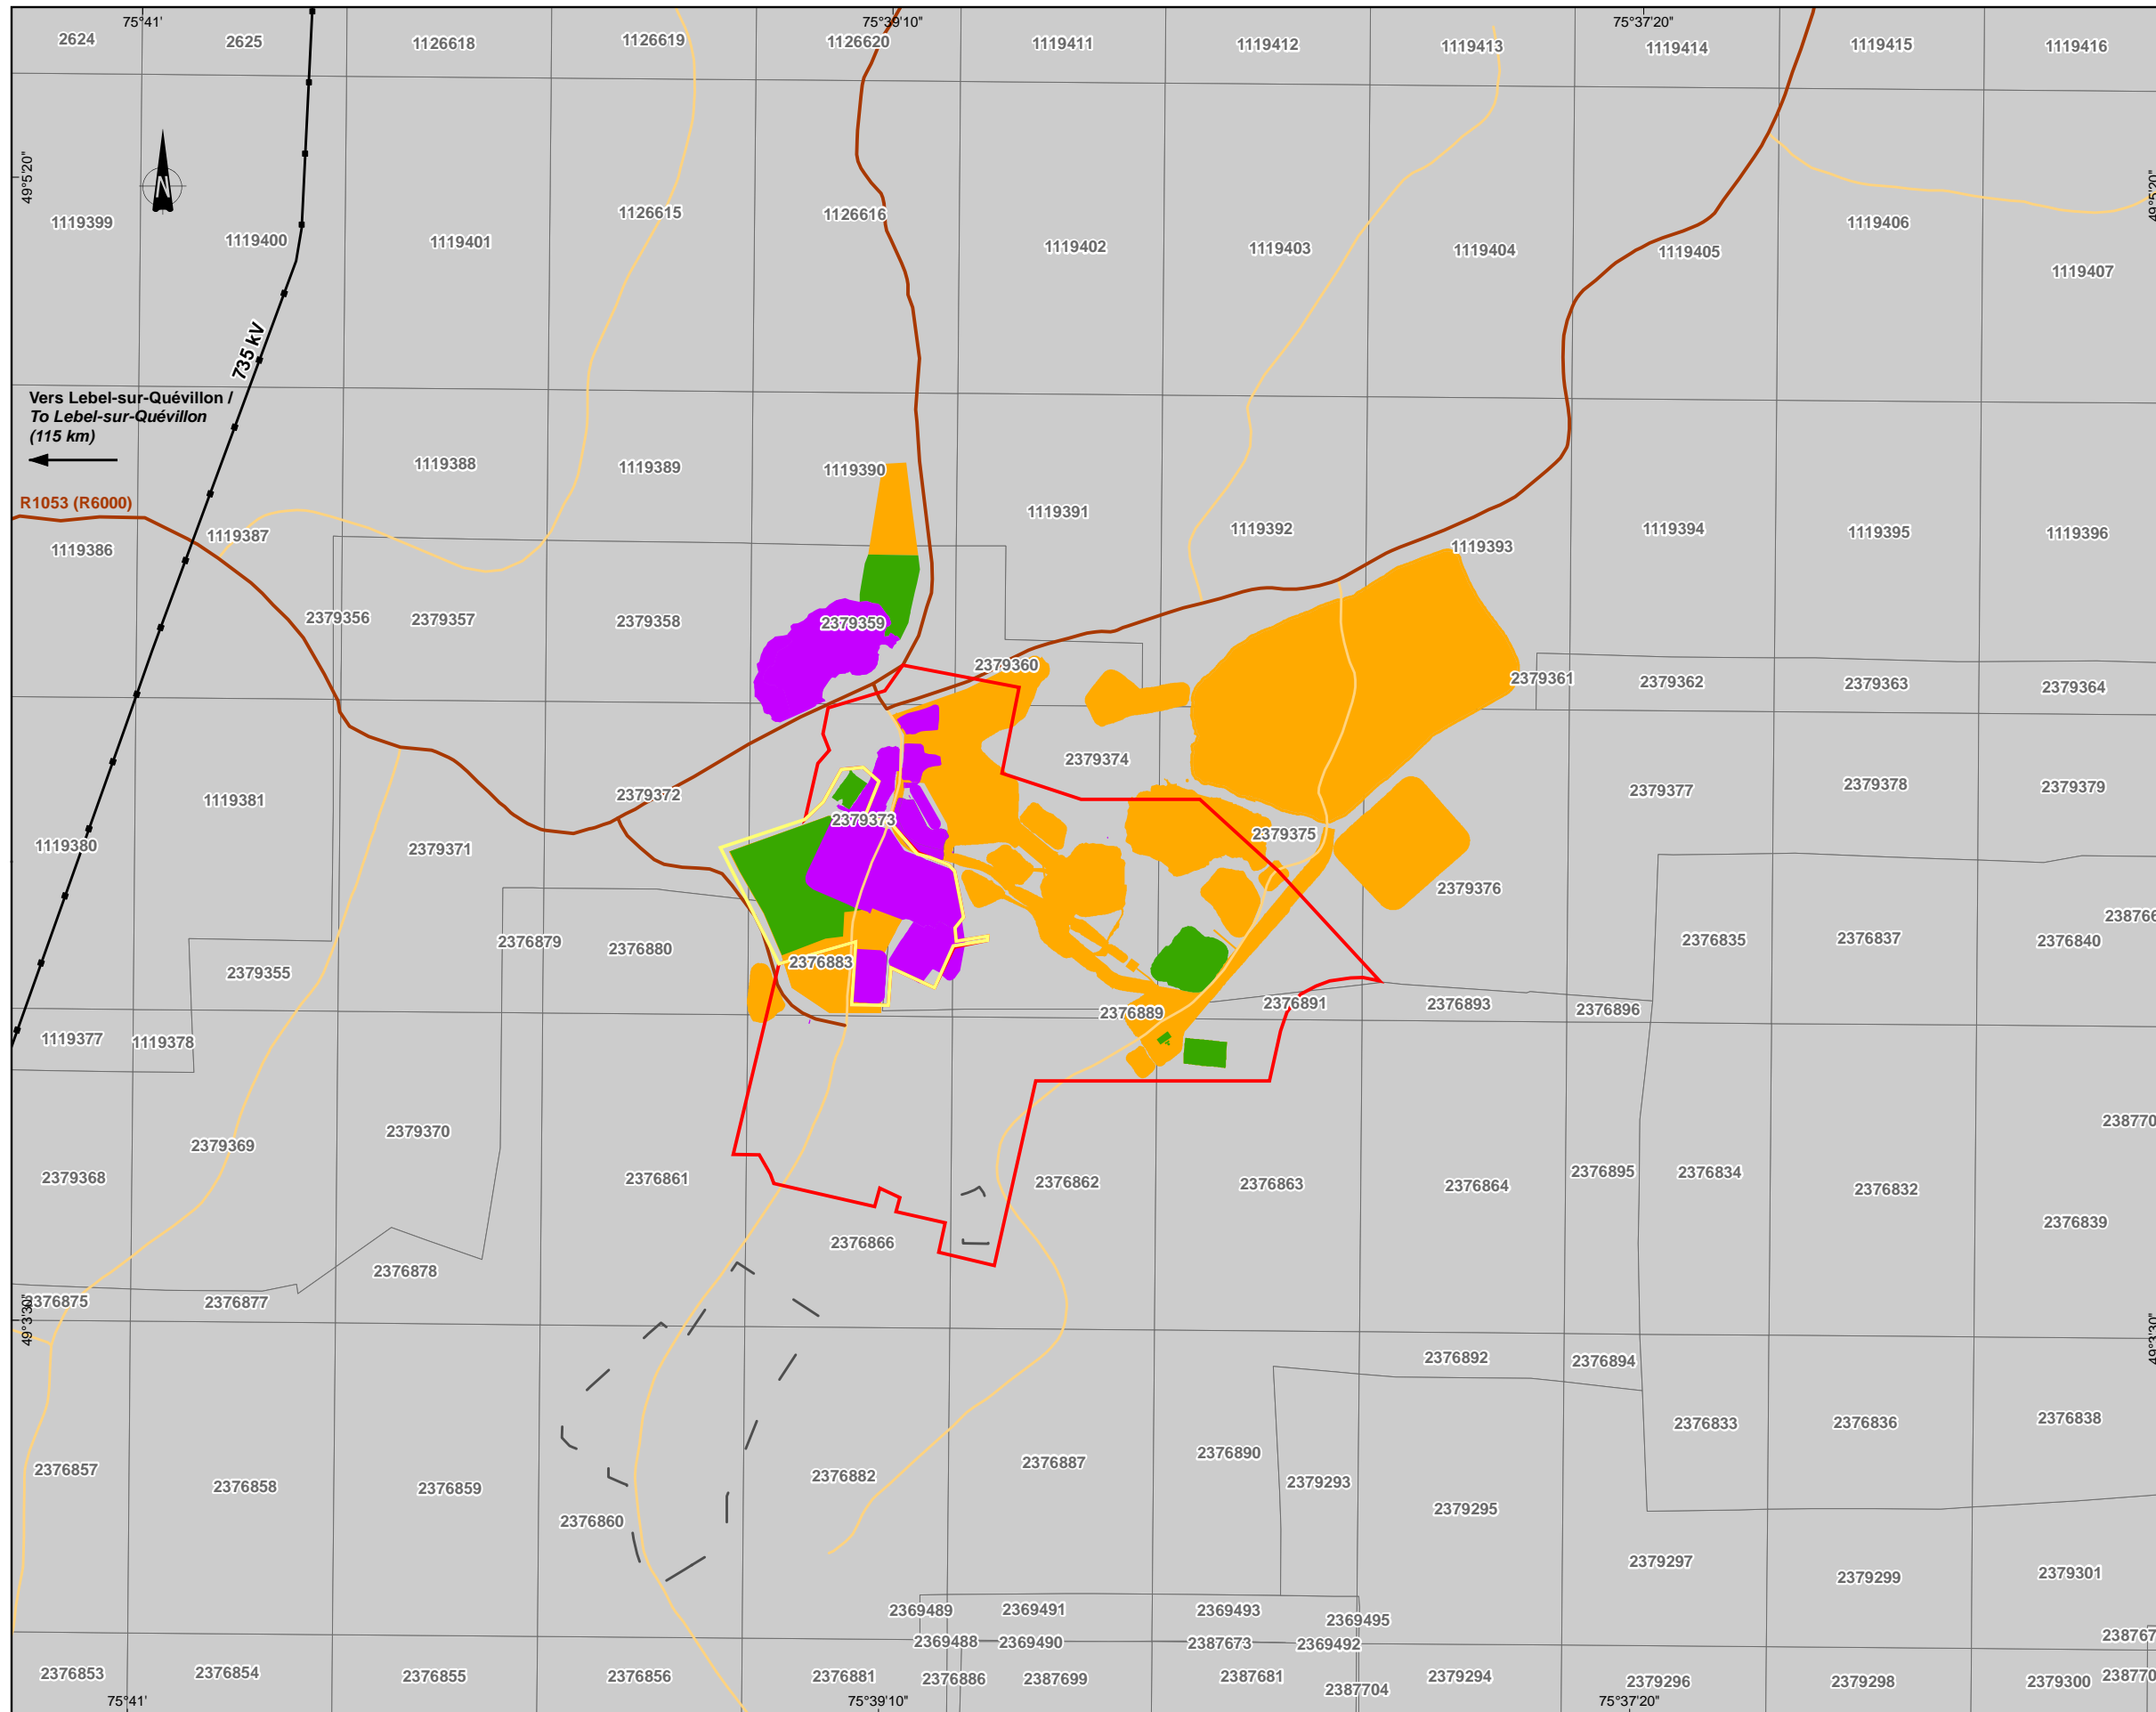 75°41' 75°39'10" 75°37'20"
2624 2625 1126618 1126619 1126620 1119411 1119412 1119413 1119414 1119415 1119416
49°5'20" 49°5'20"
N
1119399 1119400 1119401 1126615 1126616 1119402 1119403 1119404 1119405 1119406 1119407
735 kV
Vers Lebel-sur-Quévillon /
To Lebel-sur-Quévillon
(115 km)
R1053 (R6000)
1119386 1119387 1119388 1119389 1119390 1119391 1119392 1119393 1119394 1119395 1119396
2379356 2379357 2379358 2379359 2379360 2379361 2379362 2379363 2379364
1119380 1119381 2379371 2379372 2379373 2379374 2379375 2379376 2379377 2379378 2379379
2379355 2376879 2376880 2376883 2376835 2376837 2376840 238766
1119377 1119378 2376889 2376891 2376893 2376896
2379368 2379369 2379370 2376861 2376866 2376862 2376863 2376864 2376895 2376834 2376832 2376839 238770
49°3'30" 49°3'30"
2376875 2376877 2376878 2376892 2376894
2376857 2376858 2376859 2376860 2376882 2376887 2376890 2379293 2379295 2376833 2376836 2376838
2379297 2379299 2379301
2369489 2369491 2369493 2369495
2369488 2369490 2387673 2369492 238767
2376853 2376854 2376855 2376856 2376881 2376886 2387699 2387681 2387704 2379294 2379296 2379298 2379300 238770
75°41' 75°39'10" 75°37'20"